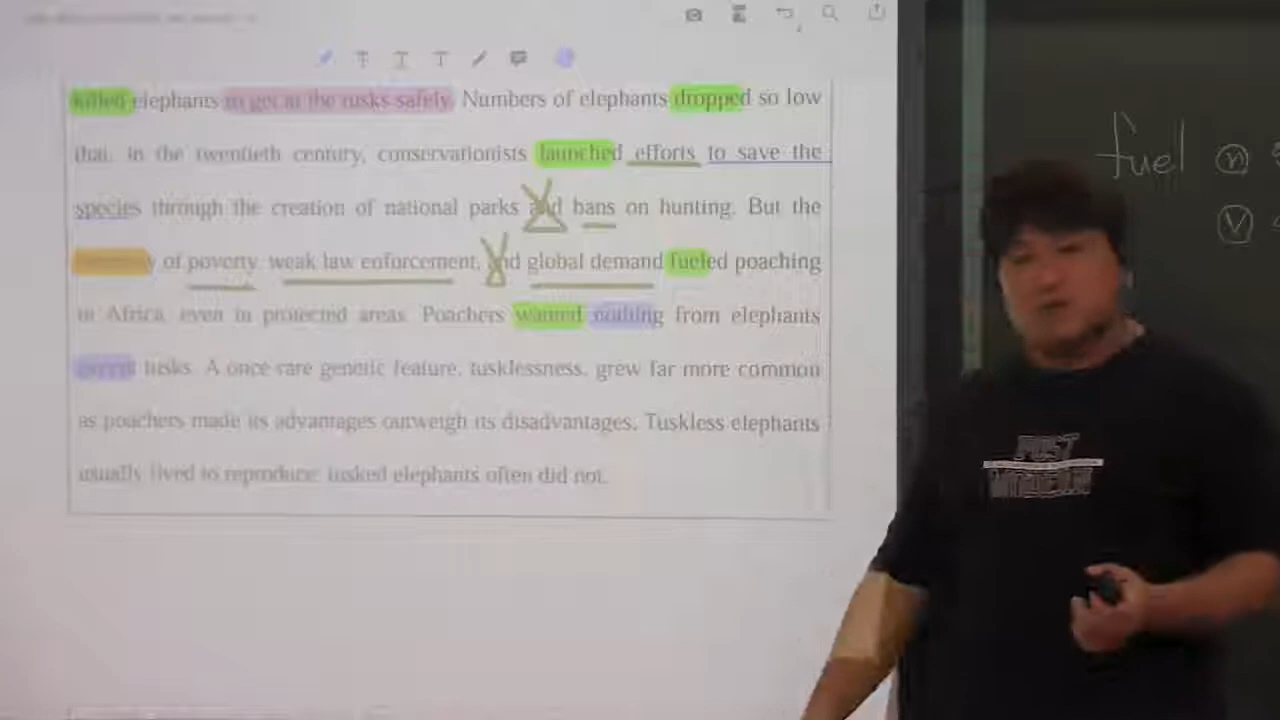 killed elephants to get at the tusks safely. Numbers of elephants dropped so low
that, in the twentieth century, conservationists launched efforts to save the
species through the creation of national parks and bans on hunting. But the
y of poverty, weak law enforcement, and global demand fueled poaching
in Africa, even in protected areas. Poachers wanted nothing from elephants
except tusks. A once rare genetic feature, tusklessness, grew far more common
as poachers made its advantages outweigh its disadvantages. Tuskless elephants
usually lived to reproduce; tusked elephants often did not.
fuel n
v